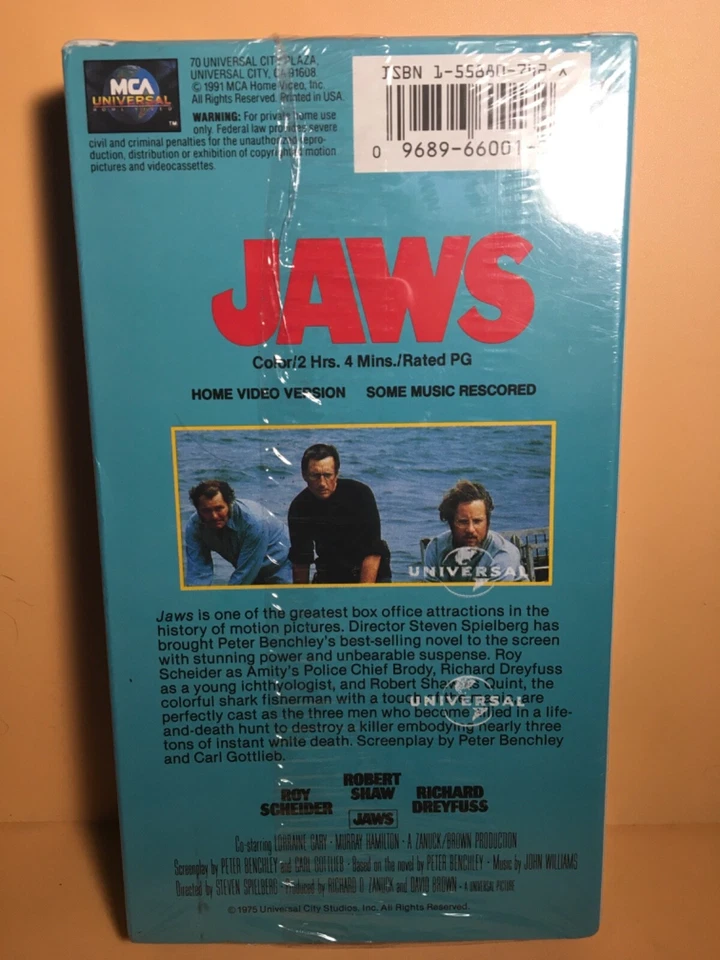 MCA
UNIVERSAL
HOME VIDEO
TM
70 UNIVERSAL CITY PLAZA,
UNIVERSAL CITY, CA 91608
© 1991 MCA Home Video, Inc.
All Rights Reserved. Printed in USA.
WARNING: For private home use
only. Federal law provides severe
civil and criminal penalties for the unauthorized repro-
duction, distribution or exhibition of copyright motion
pictures and videocassettes.
ISBN 1-55880-
0 9689-66001-
JAWS
Color/2 Hrs. 4 Mins./Rated PG
HOME VIDEO VERSION SOME MUSIC RESCORED
UNIVERSAL
Jaws is one of the greatest box office attractions in the
history of motion pictures. Director Steven Spielberg has
brought Peter Benchley's best-selling novel to the screen
with stunning power and unbearable suspense. Roy
Scheider as Amity's Police Chief Brody, Richard Dreyfuss
as a young ichthyologist, and Robert Shaw as Quint, the
colorful shark fisherman with a touch of are
UNIVERSAL
perfectly cast as the three men who become allied in a life-
and-death hunt to destroy a killer embodying nearly three
tons of instant white death. Screenplay by Peter Benchley
and Carl Gottlieb.
ROY SCHEIDER ROBERT SHAW RICHARD DREYFUSS
JAWS
Co-starring LORRAINE GARY · MURRAY HAMILTON · A ZANUCK/BROWN PRODUCTION
Screenplay by PETER BENCHLEY and CARL GOTTLIEB · Based on the novel by PETER BENCHLEY · Music by JOHN WILLIAMS
Directed by STEVEN SPIELBERG · Produced by RICHARD D. ZANUCK and DAVID BROWN · A UNIVERSAL PICTURE
© 1975 Universal City Studios, Inc. All Rights Reserved.